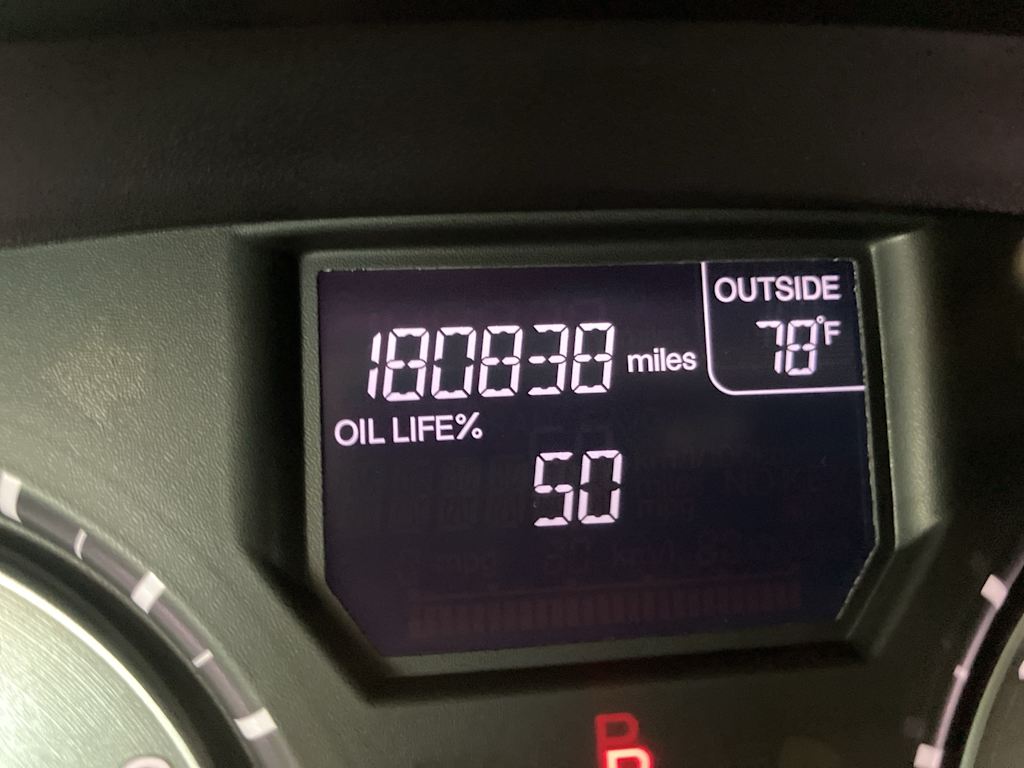 180838 miles
OUTSIDE
78°F
OIL LIFE%
50
P